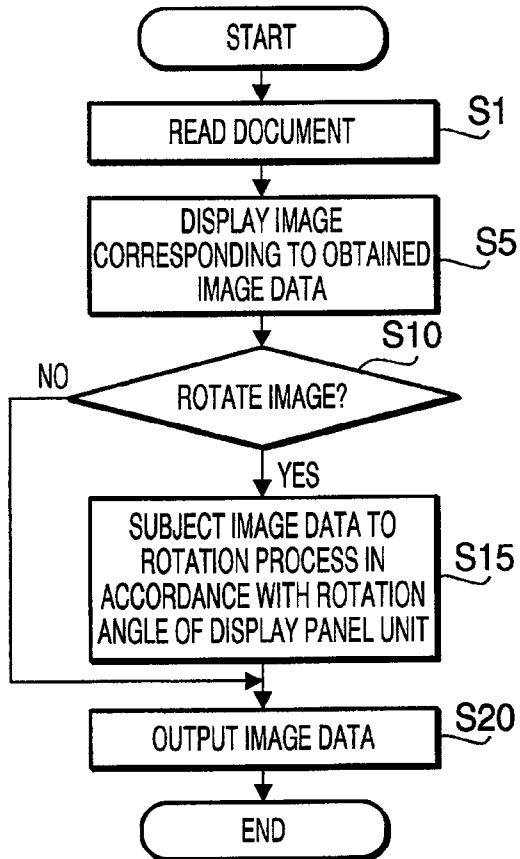 START
READ DOCUMENT
S1
DISPLAY IMAGE
CORRESPONDING TO OBTAINED
IMAGE DATA
S5
S10
ROTATE IMAGE?
NO
YES
SUBJECT IMAGE DATA TO
ROTATION PROCESS IN
ACCORDANCE WITH ROTATION
ANGLE OF DISPLAY PANEL UNIT
S15
OUTPUT IMAGE DATA
S20
END